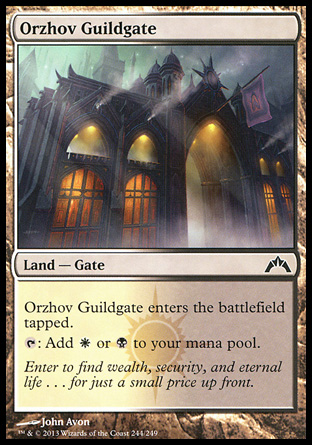 Orzhov Guildgate
Land — Gate
Orzhov Guildgate enters the battlefield
tapped.
: Add or to your mana pool.
Enter to find wealth, security, and eternal
life . . . for just a small price up front.
John Avon
™ & © 2013 Wizards of the Coast 244/249